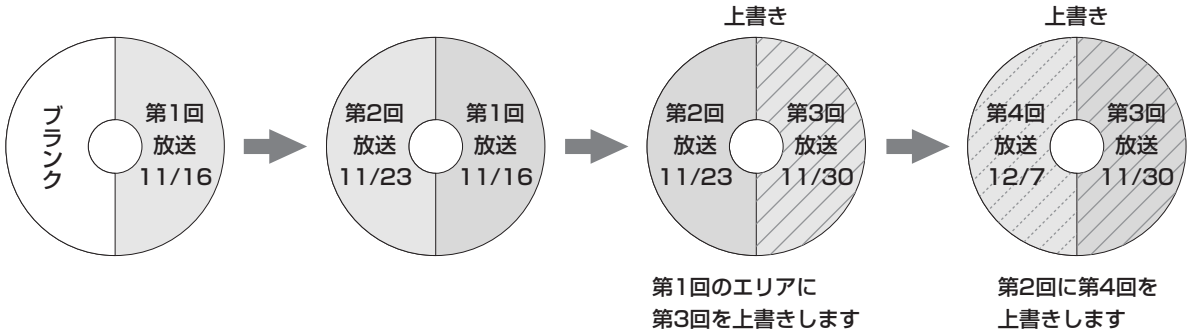 ブランク
第1回
放送
11/16
第2回
放送
11/23
第1回
放送
11/16
上書き
第2回
放送
11/23
第3回
放送
11/30
第1回のエリアに
第3回を上書きします
上書き
第4回
放送
12/7
第3回
放送
11/30
第2回に第4回を
上書きします